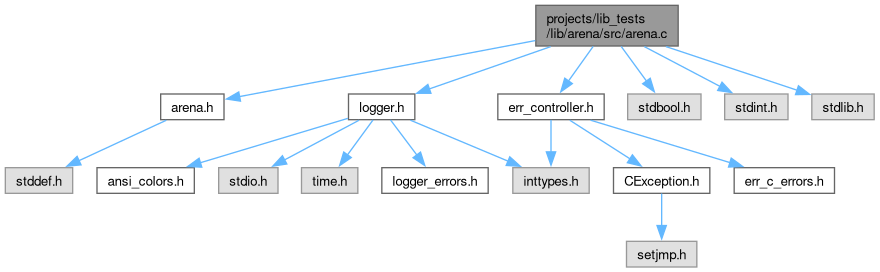 projects/lib_tests
/lib/arena/src/arena.c
arena.h
logger.h
err_controller.h
stdbool.h
stdint.h
stdlib.h
stddef.h
ansi_colors.h
stdio.h
time.h
logger_errors.h
inttypes.h
CException.h
err_c_errors.h
setjmp.h